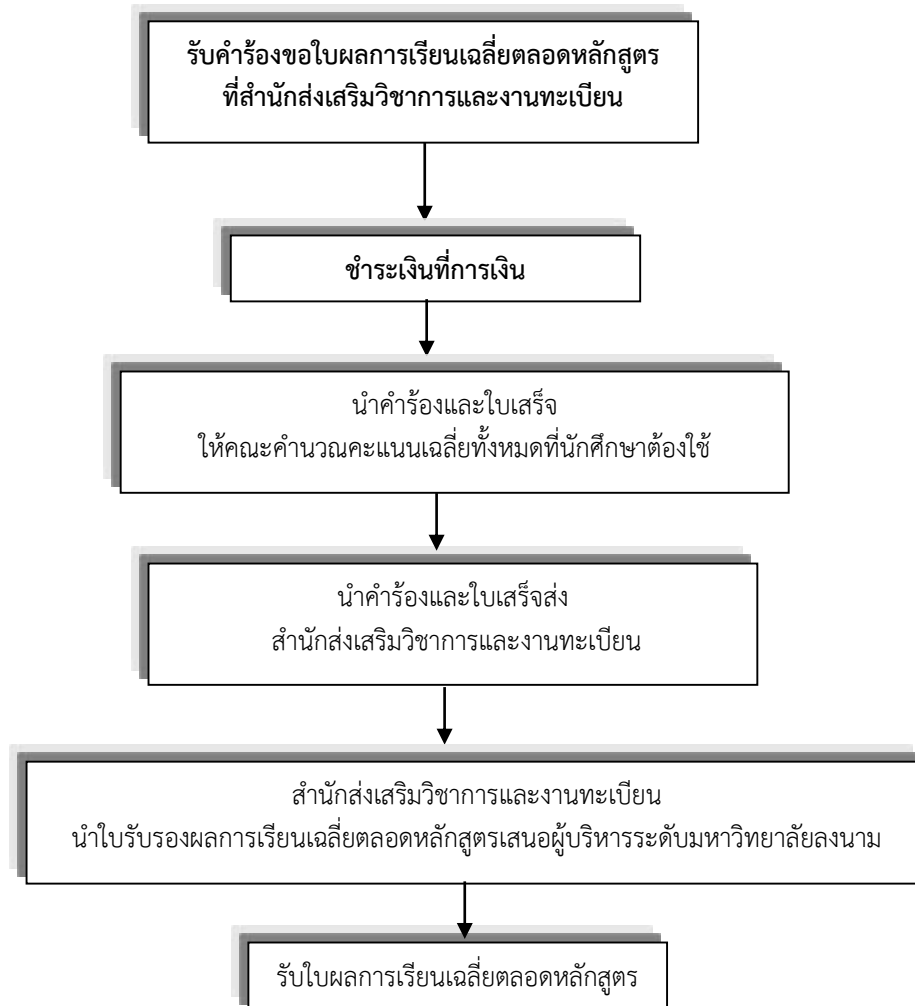 รับคำร้องขอใบผลการเรียนเฉลี่ยตลอดหลักสูตร
ที่สำนักส่งเสริมวิชาการและงานทะเบียน
ชำระเงินที่การเงิน
นำคำร้องและใบเสร็จ
ให้คณะคำนวณคะแนนเฉลี่ยทั้งหมดที่นักศึกษาต้องใช้
นำคำร้องและใบเสร็จส่ง
สำนักส่งเสริมวิชาการและงานทะเบียน
สำนักส่งเสริมวิชาการและงานทะเบียน
นำใบรับรองผลการเรียนเฉลี่ยตลอดหลักสูตรเสนอผู้บริหารระดับมหาวิทยาลัยลงนาม
รับใบผลการเรียนเฉลี่ยตลอดหลักสูตร